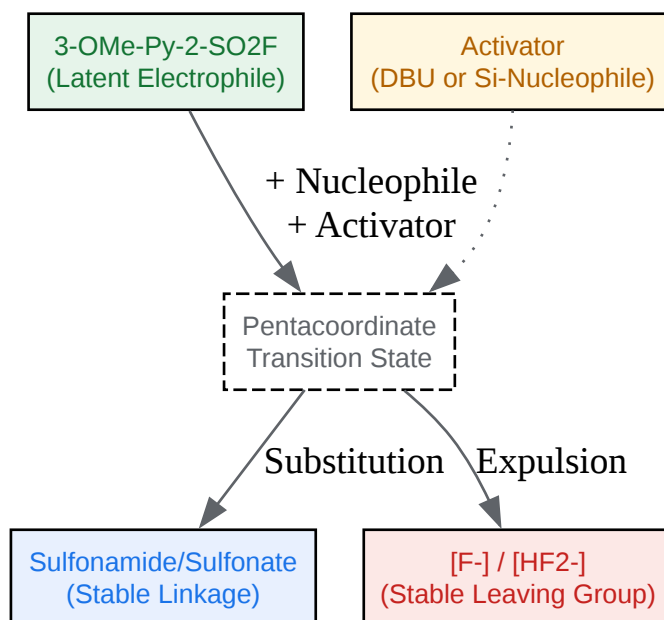 3-OMe-Py-2-SO2F
(Latent Electrophile)
Activator
(DBU or Si-Nucleophile)
+ Nucleophile
+ Activator
Pentacoordinate
Transition State
Substitution
Expulsion
Sulfonamide/Sulfonate
(Stable Linkage)
[F-] / [HF2-]
(Stable Leaving Group)